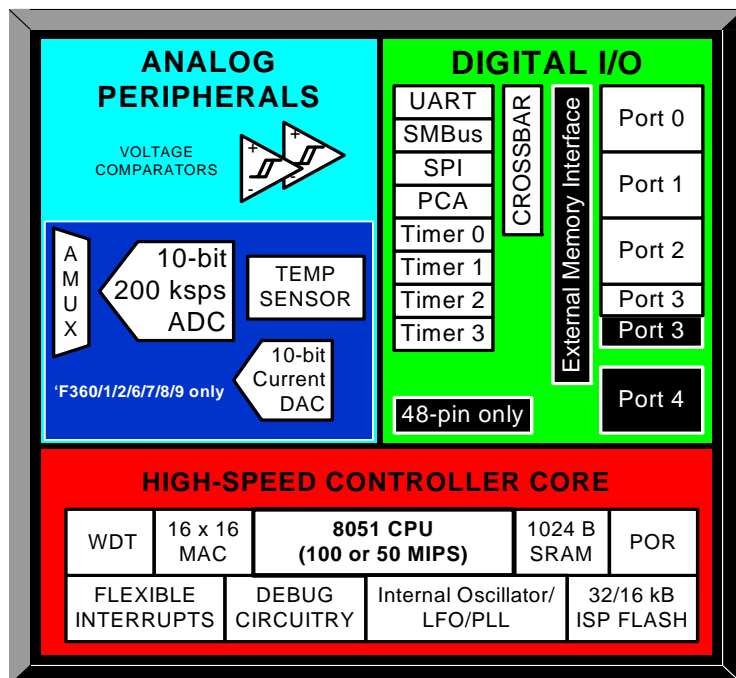 ANALOG
PERIPHERALS
VOLTAGE
COMPARATORS
+
-
+
-
A
M
U
X
10-bit
200 ksps
ADC
TEMP
SENSOR
10-bit
Current
DAC
‘F360/1/2/6/7/8/9 only
DIGITAL I/O
UART
SMBus
SPI
PCA
Timer 0
Timer 1
Timer 2
Timer 3
CROSSBAR
External Memory Interface
Port 0
Port 1
Port 2
Port 3
Port 3
Port 4
48-pin only
HIGH-SPEED CONTROLLER CORE
WDT
16 x 16
MAC
8051 CPU
(100 or 50 MIPS)
1024 B
SRAM
POR
FLEXIBLE
INTERRUPTS
DEBUG
CIRCUITRY
Internal Oscillator/
LFO/PLL
32/16 kB
ISP FLASH